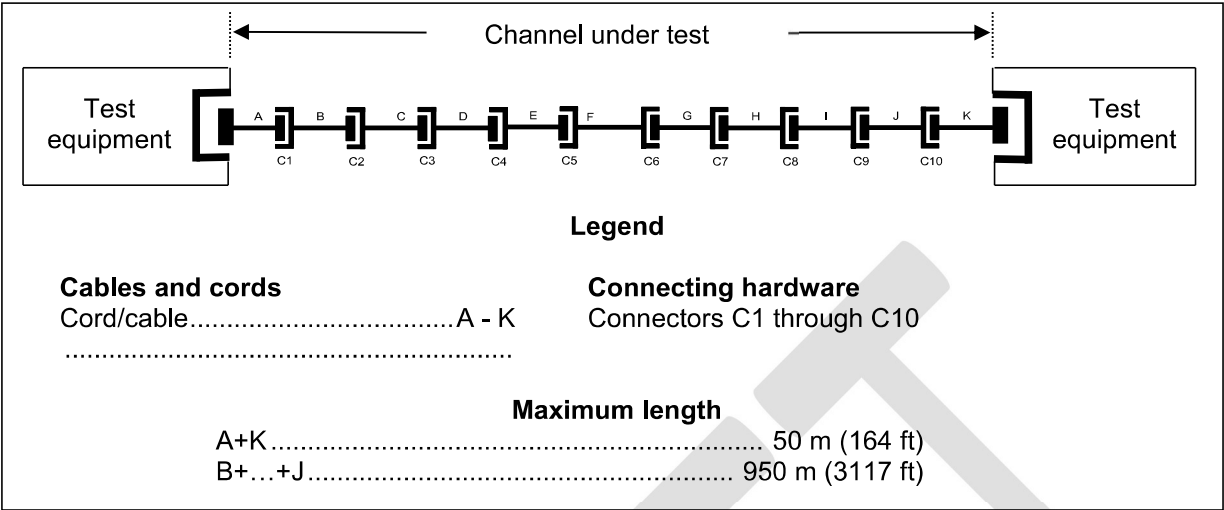 Channel under test
Test equipment
Test equipment
A B C D E F G H I J K
C1 C2 C3 C4 C5 C6 C7 C8 C9 C10
Legend
Cables and cords
Cord/cable....................................A - K
.............................................................
Connecting hardware
Connectors C1 through C10
Maximum length
A+K................................................................... 50 m (164 ft)
B+…+J.......................................................... 950 m (3117 ft)